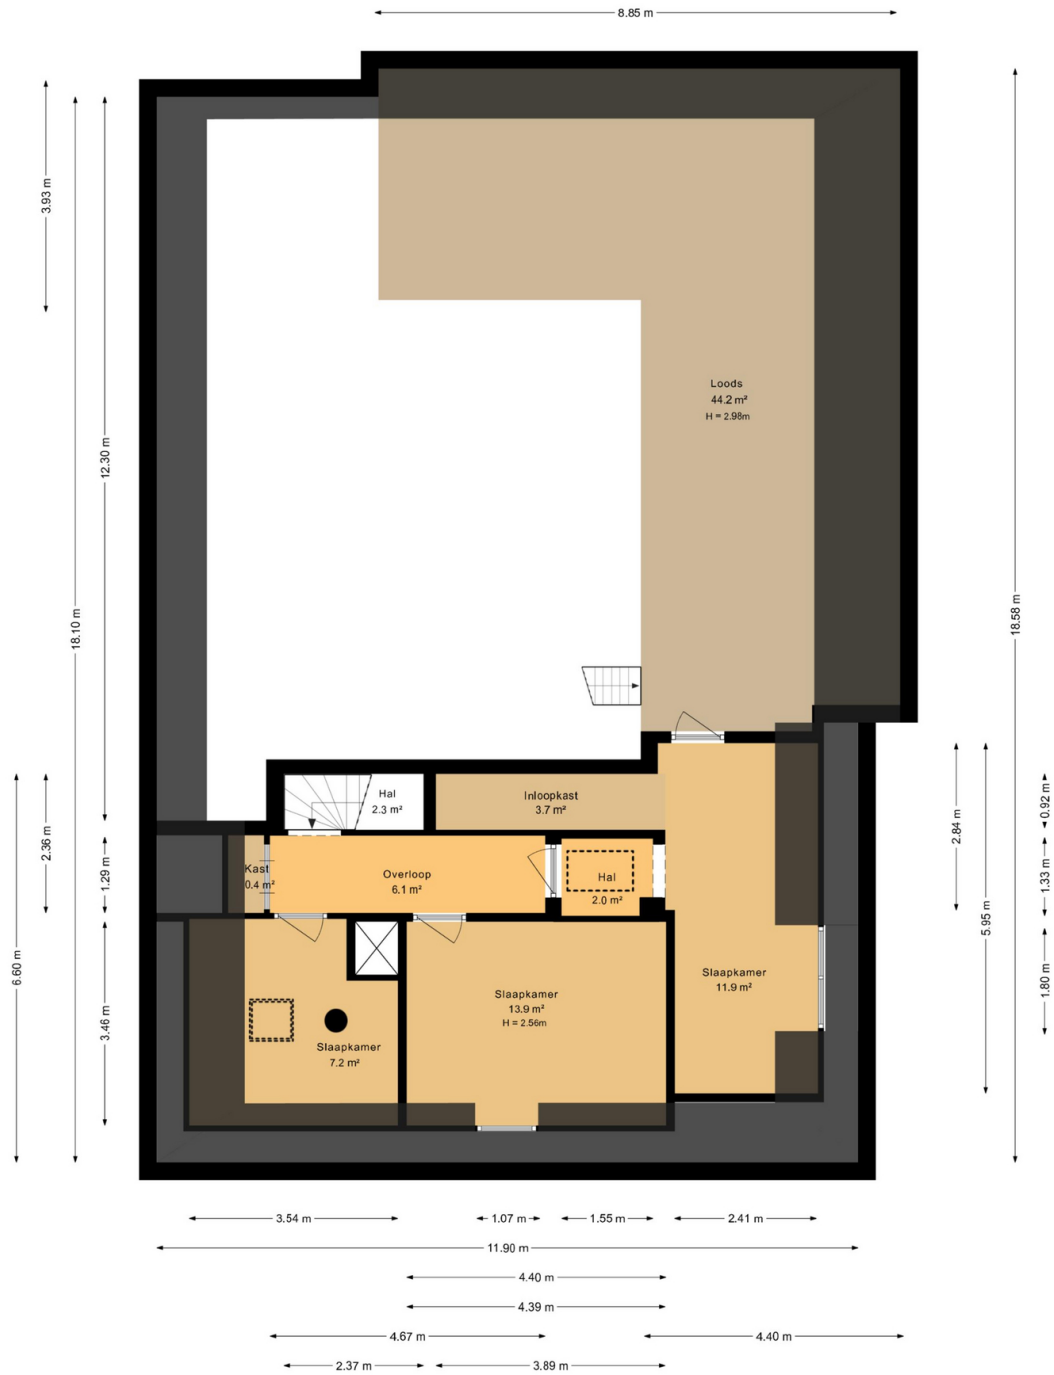 8.85 m
3.93 m
18.10 m
12.30 m
18.58 m
Loods
44.2 m²
H = 2.98m
Hal
2.3 m²
Inloopkast
3.7 m²
Kast
0.4 m²
Overloop
6.1 m²
Hal
2.0 m²
Slaapkamer
11.9 m²
Slaapkamer
13.9 m²
H = 2.56m
Slaapkamer
7.2 m²
6.60 m
2.36 m
1.29 m
3.46 m
2.84 m
5.95 m
0.92 m
1.33 m
1.80 m
3.54 m
1.07 m
1.55 m
2.41 m
11.90 m
4.40 m
4.39 m
4.67 m
4.40 m
2.37 m
3.89 m